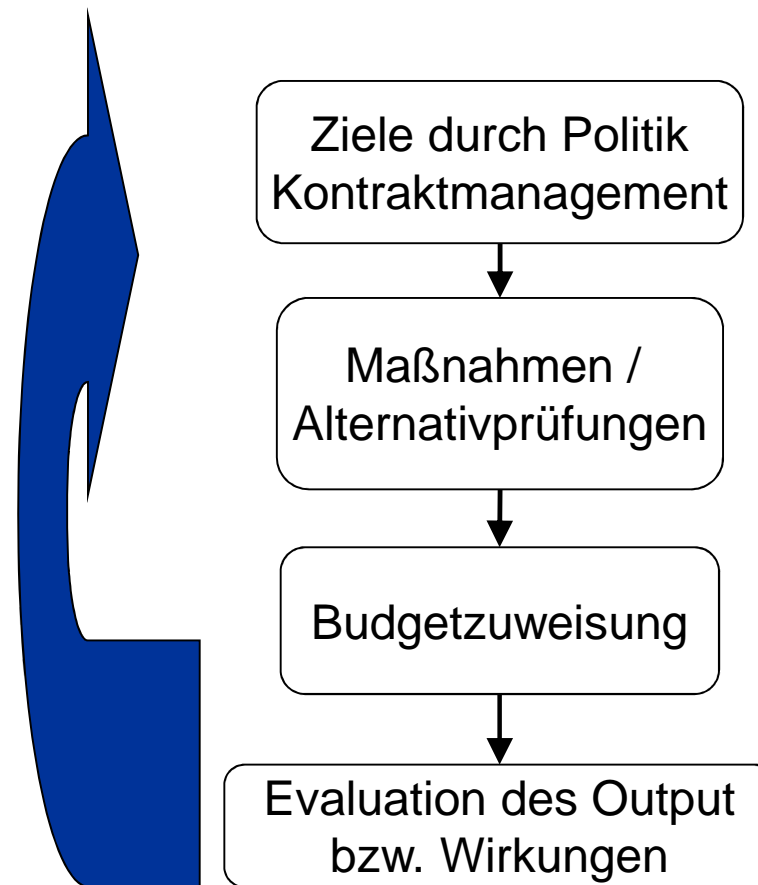 Ziele durch Politik
Kontraktmanagement
Maßnahmen /
Alternativprüfungen
Budgetzuweisung
Evaluation des Output
bzw. Wirkungen